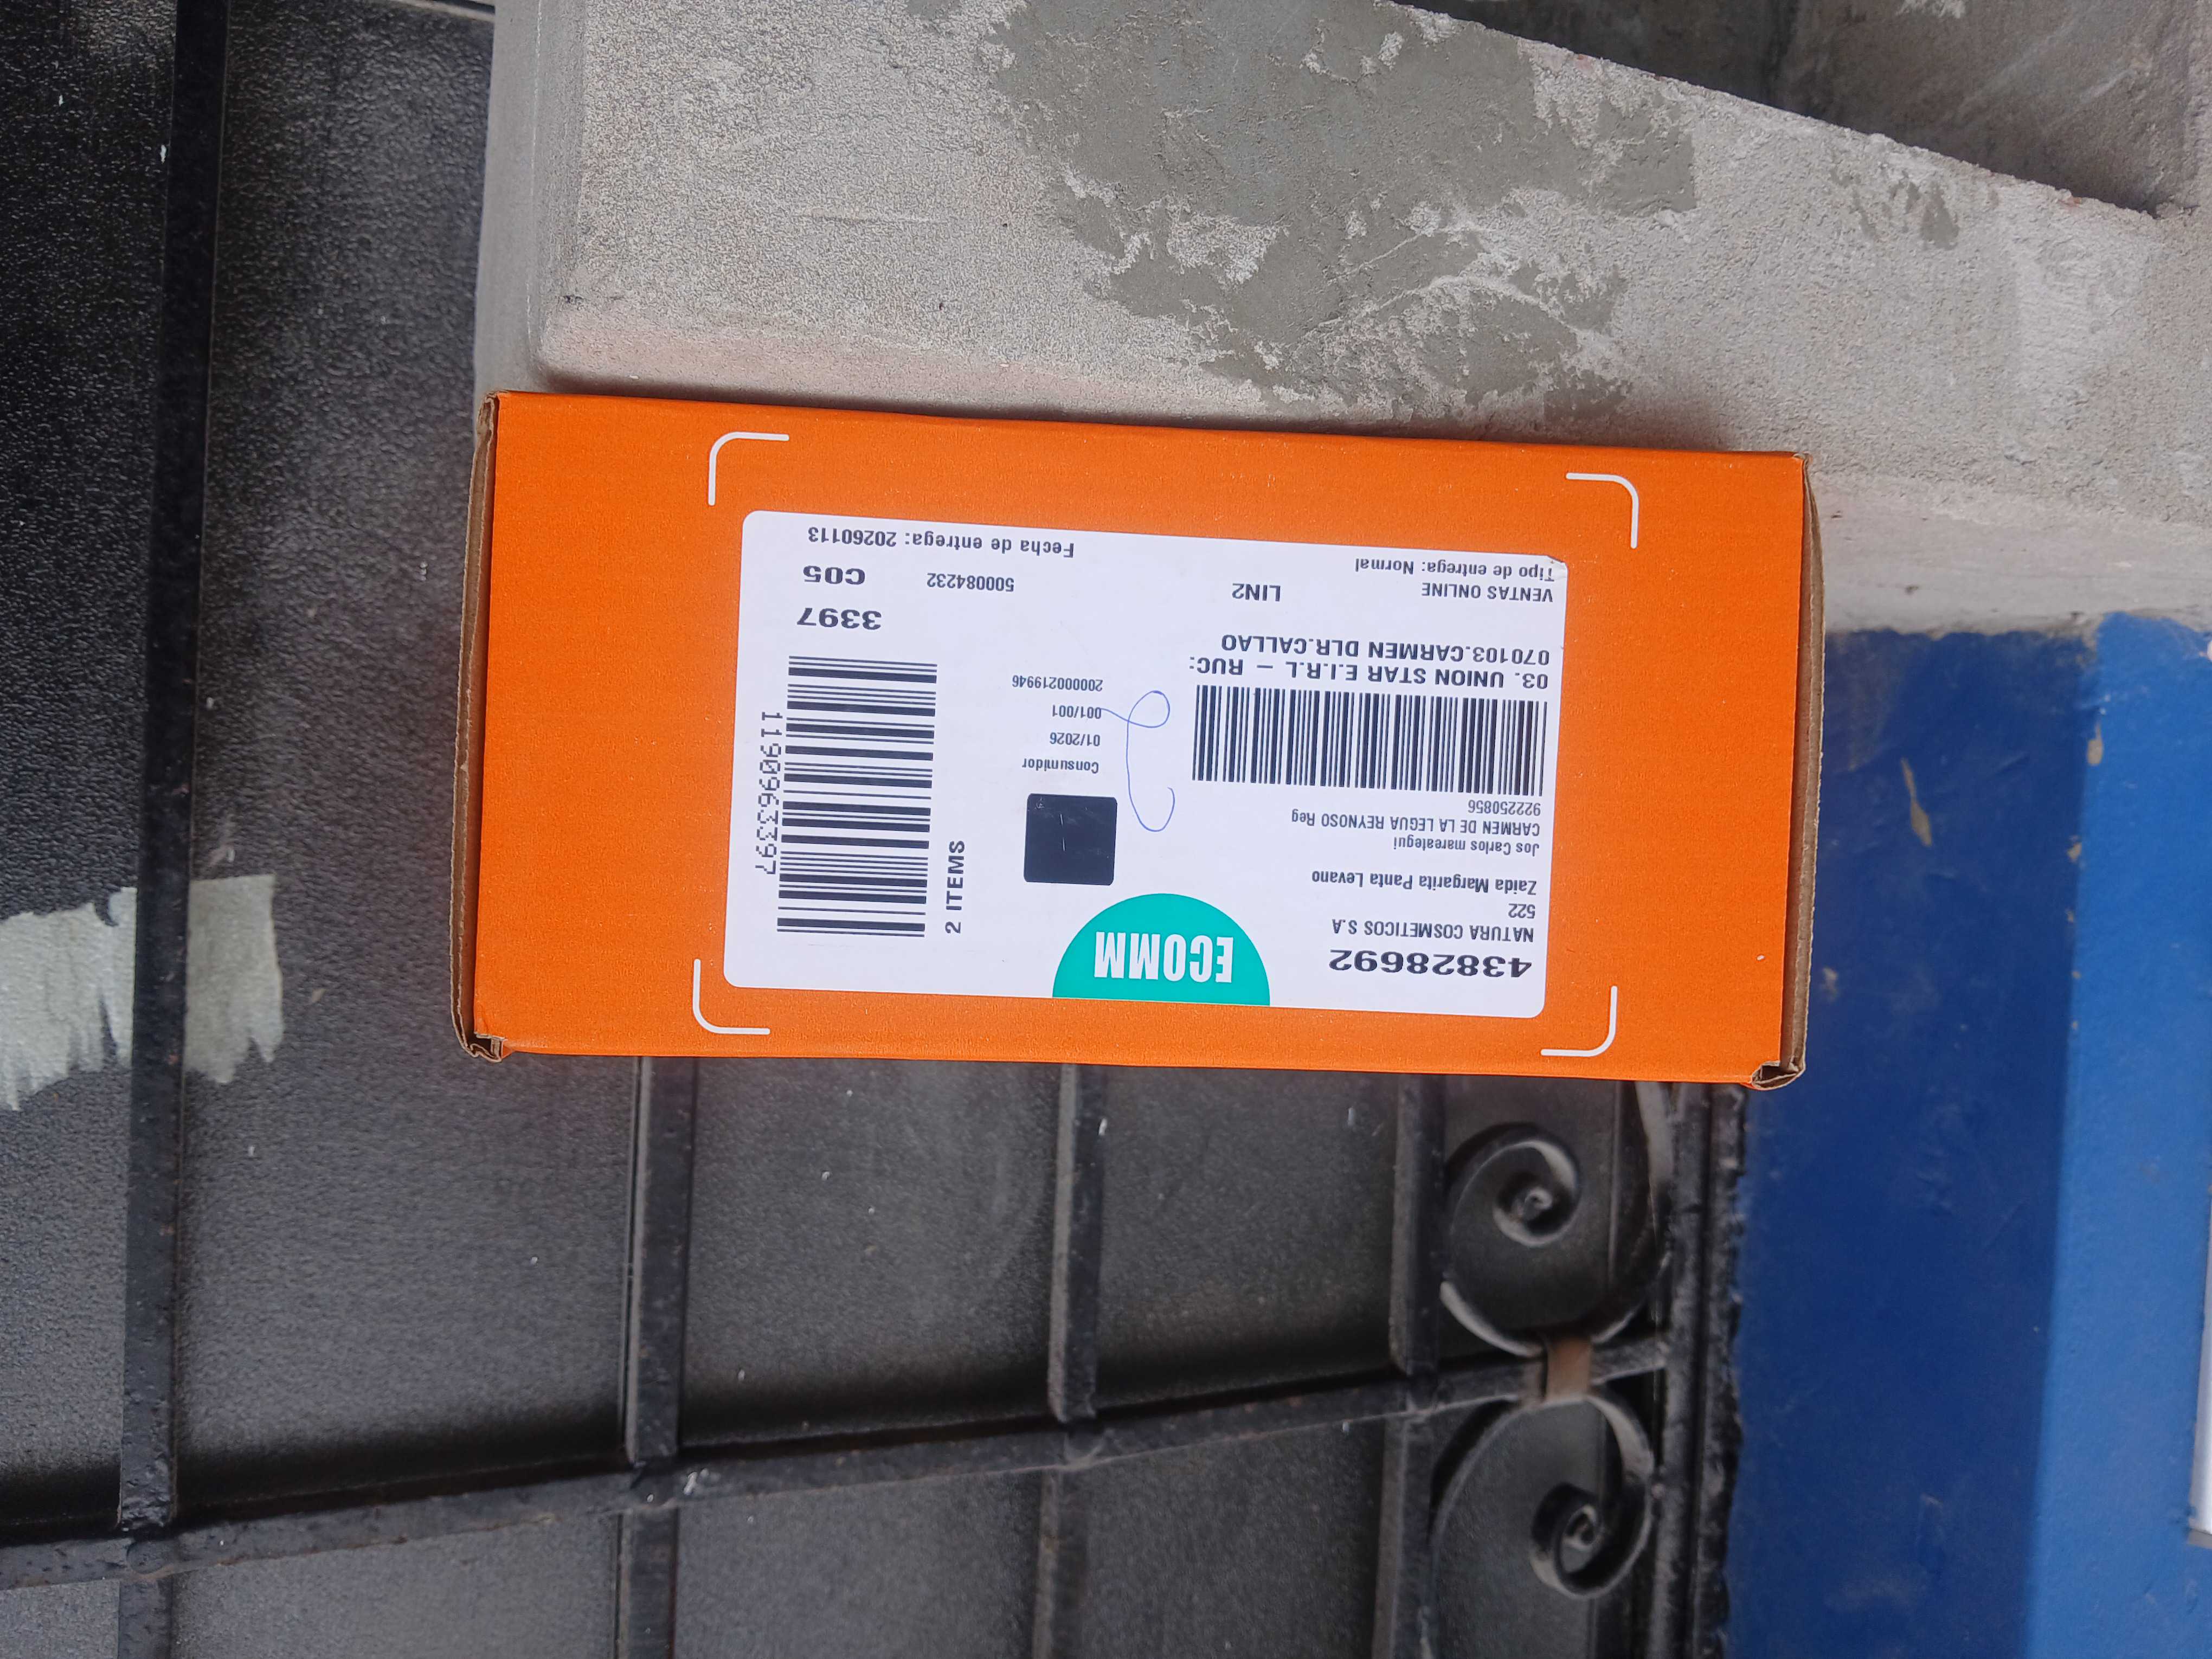 43828692
NATURA COSMETICOS S.A
522
Zaida Margarita Panta Levano
Jos Carlos mareategui
CARMEN DE LA LEGUA REYNOSO Reg
922250856
03. UNION STAR E.I.R.L - RUC:
070103.CARMEN DLR.CALLAO
VENTAS ONLINE
LIN2
Tipo de entrega: Normal
ECOMM
Consumidor
01/2026
001/001
200000219946
2 ITEMS
1190963397
3397
500084232
C05
Fecha de entrega: 20260113